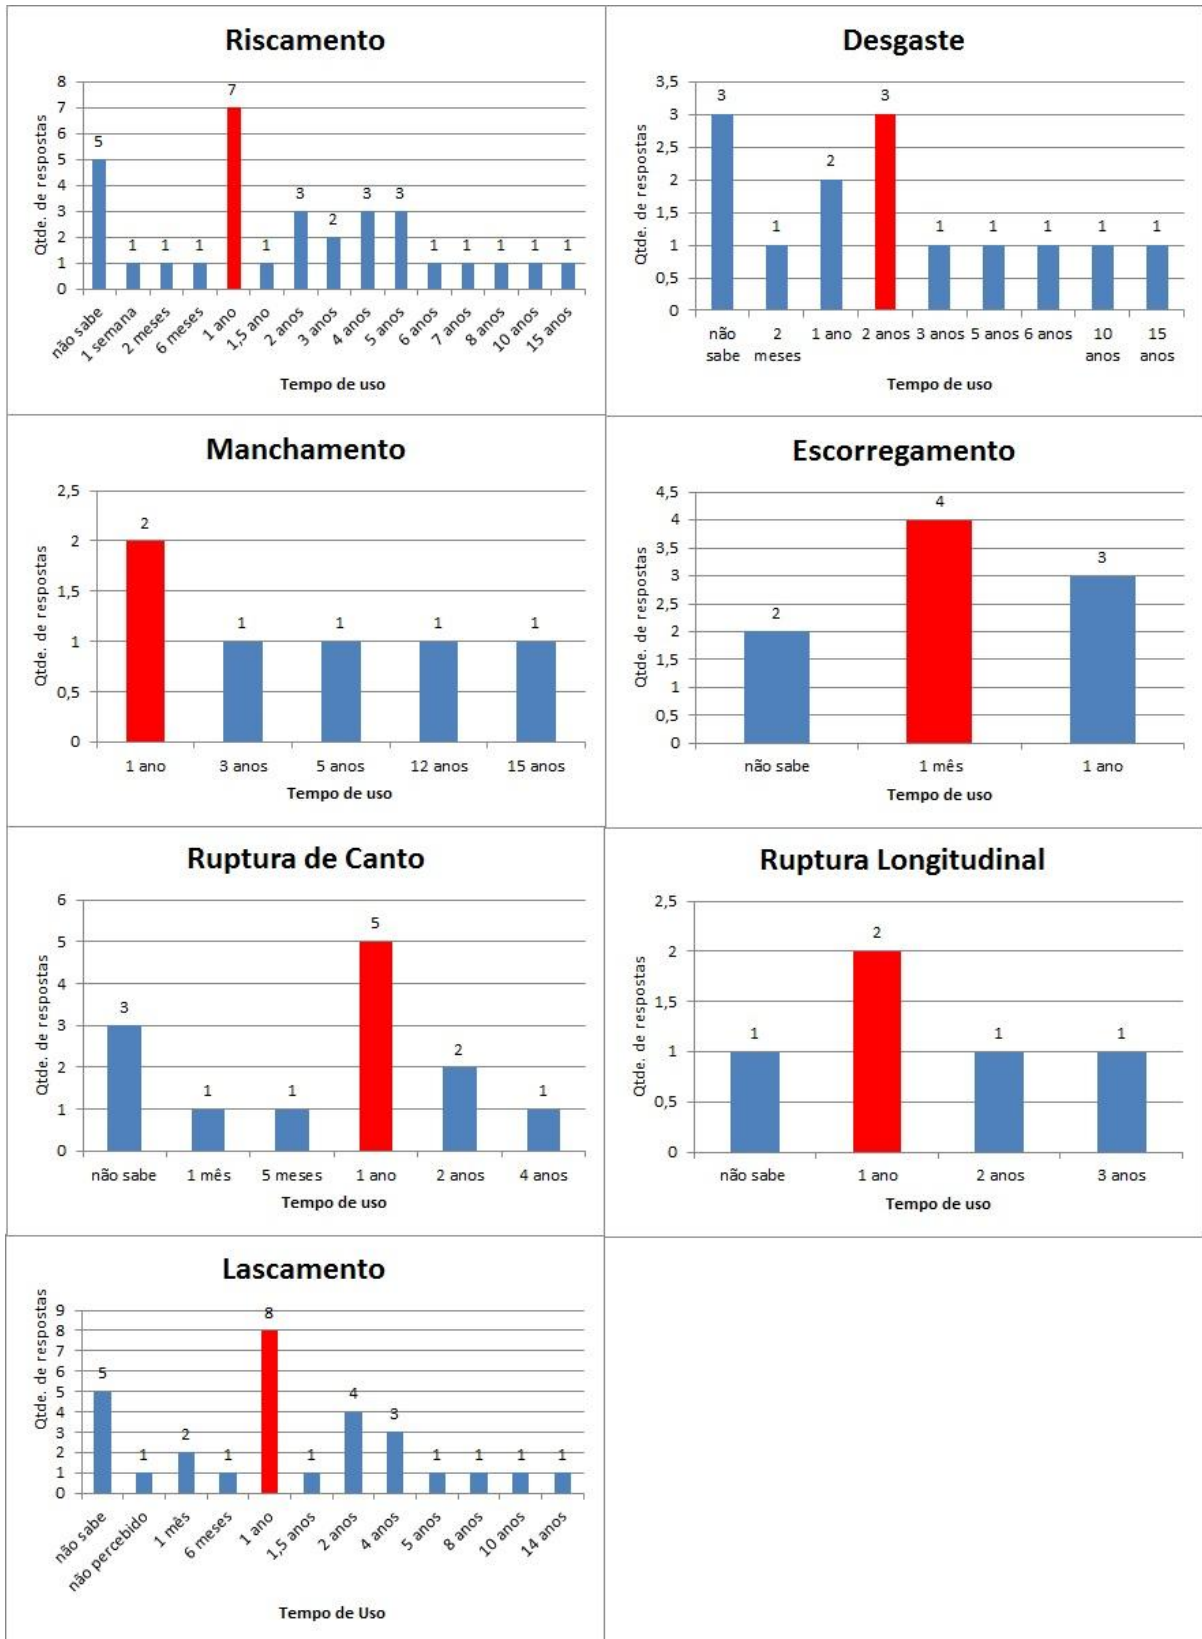 Riscamento
Qtde. de respostas
8
7
6
5
4
3
2
1
0
5
1
1
1
7
1
3
2
3
3
1
1
1
1
1
não sabe
1 semana
2 meses
6 meses
1 ano
1,5 ano
2 anos
3 anos
4 anos
5 anos
6 anos
7 anos
8 anos
10 anos
15 anos
Tempo de uso
Desgaste
Qtde. de respostas
3,5
3
2,5
2
1,5
1
0,5
0
3
1
2
3
1
1
1
1
1
não sabe
2 meses
1 ano
2 anos
3 anos
5 anos
6 anos
10 anos
15 anos
Tempo de uso
Manchamento
Qtde. de respostas
2,5
2
1,5
1
0,5
0
2
1
1
1
1
1 ano
3 anos
5 anos
12 anos
15 anos
Tempo de uso
Escorregamento
Qtde. de respostas
4,5
4
3,5
3
2,5
2
1,5
1
0,5
0
2
4
3
não sabe
1 mês
1 ano
Tempo de uso
Ruptura de Canto
Qtde. de respostas
6
5
4
3
2
1
0
3
1
1
5
2
1
não sabe
1 mês
5 meses
1 ano
2 anos
4 anos
Tempo de uso
Ruptura Longitudinal
Qtde. de respostas
2,5
2
1,5
1
0,5
0
1
2
1
1
não sabe
1 ano
2 anos
3 anos
Tempo de uso
Lascamento
Qtde. de respostas
9
8
7
6
5
4
3
2
1
0
5
1
2
1
8
1
4
3
1
1
1
1
não sabe
não percebido
1 mês
6 meses
1 ano
1,5 anos
2 anos
4 anos
5 anos
8 anos
10 anos
14 anos
Tempo de Uso